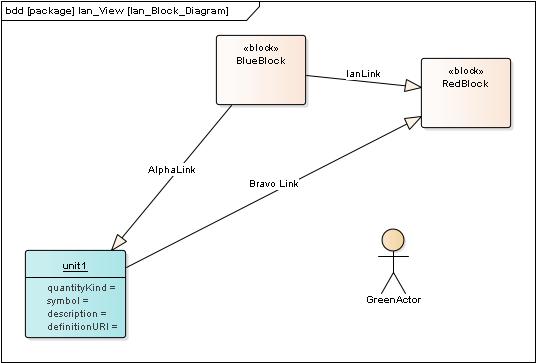 bdd [package] Ian_View [Ian_Block_Diagram]
«block»
BlueBlock
IanLink
«block»
RedBlock
AlphaLink
Bravo Link
unit1
quantityKind =
symbol =
description =
definitionURI =
GreenActor